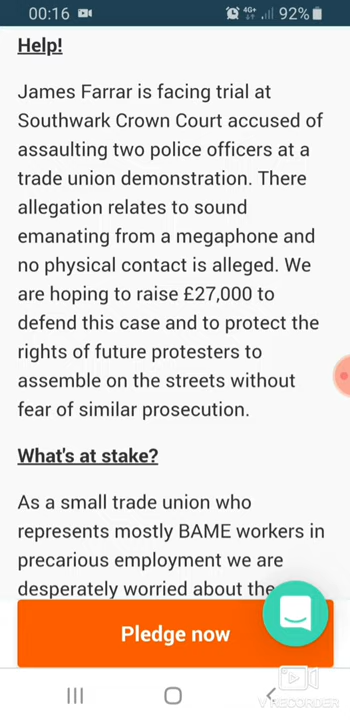 00:16 4G+ 92%
Help!
James Farrar is facing trial at
Southwark Crown Court accused of
assaulting two police officers at a
trade union demonstration. There
allegation relates to sound
emanating from a megaphone and
no physical contact is alleged. We
are hoping to raise £27,000 to
defend this case and to protect the
rights of future protesters to
assemble on the streets without
fear of similar prosecution.
What's at stake?
As a small trade union who
represents mostly BAME workers in
precarious employment we are
desperately worried about the
Pledge now
V RECORDER